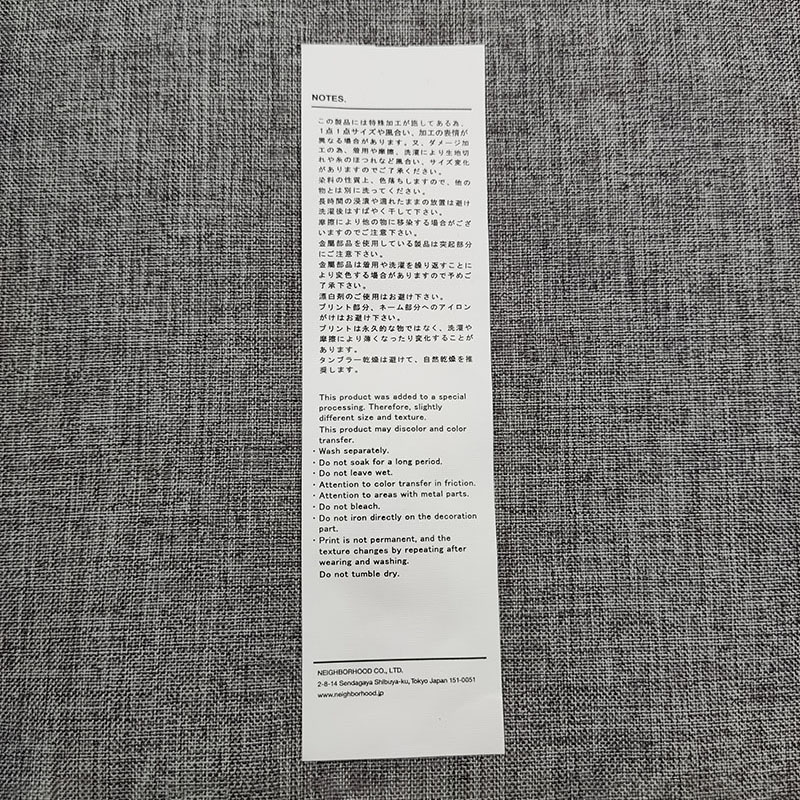 NOTES.
この製品には特殊加工が施してある為、
1点1点サイズや風合い、加工の表情が
異なる場合があります。又、ダメージ加
工の為、着用や摩擦、洗濯により生地切
れや糸のほつれなど風合い、サイズ変化
がありますのでご了承ください。
染料の性質上、色落ちしますので、他の
物とは別に洗ってください。
長時間の浸漬や濡れたままの放置は避け
洗濯後はすばやく干して下さい。
摩擦により他の物に移染する場合がござ
いますのでご注意下さい。
金属部品を使用している製品は突起部分
にご注意下さい。
金属部品は着用や洗濯を繰り返すことに
より変色する場合がありますので予めご
了承下さい。
漂白剤のご使用はお避け下さい。
プリント部分、ネーム部分へのアイロン
がけはお避け下さい。
プリントは永久的な物ではなく、洗濯や
摩擦により薄くなったり変化することが
あります。
タンブラー乾燥は避けて、自然乾燥を推
奨します。
This product was added to a special
processing. Therefore, slightly
different size and texture.
This product may discolor and color
transfer.
・Wash separately.
・Do not soak for a long period.
・Do not leave wet.
・Attention to color transfer in friction.
・Attention to areas with metal parts.
・Do not bleach.
・Do not iron directly on the decoration
part.
・Print is not permanent, and the
texture changes by repeating after
wearing and washing.
Do not tumble dry.
NEIGHBORHOOD CO., LTD.
2-8-14 Sendagaya Shibuya-ku, Tokyo Japan 151-0051
www.neighborhood.jp